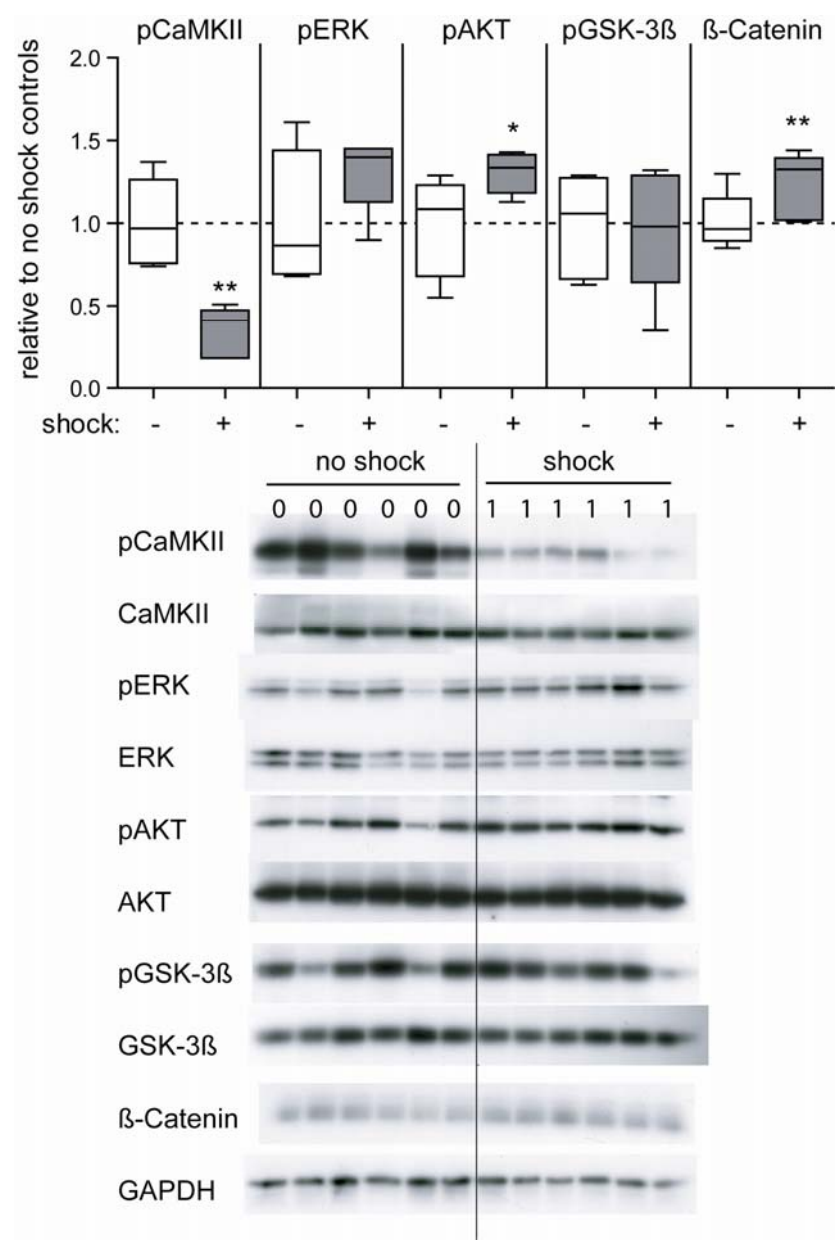 pCaMKII pERK pAKT pGSK-3ß ß-Catenin
relative to no shock controls
2.0
1.5
1.0
0.5
0.0
* **
**
shock: - + - + - + - + - +
no shock shock
0 0 0 0 0 0 1 1 1 1 1 1
pCaMKII
CaMKII
pERK
ERK
pAKT
AKT
pGSK-3ß
GSK-3ß
ß-Catenin
GAPDH